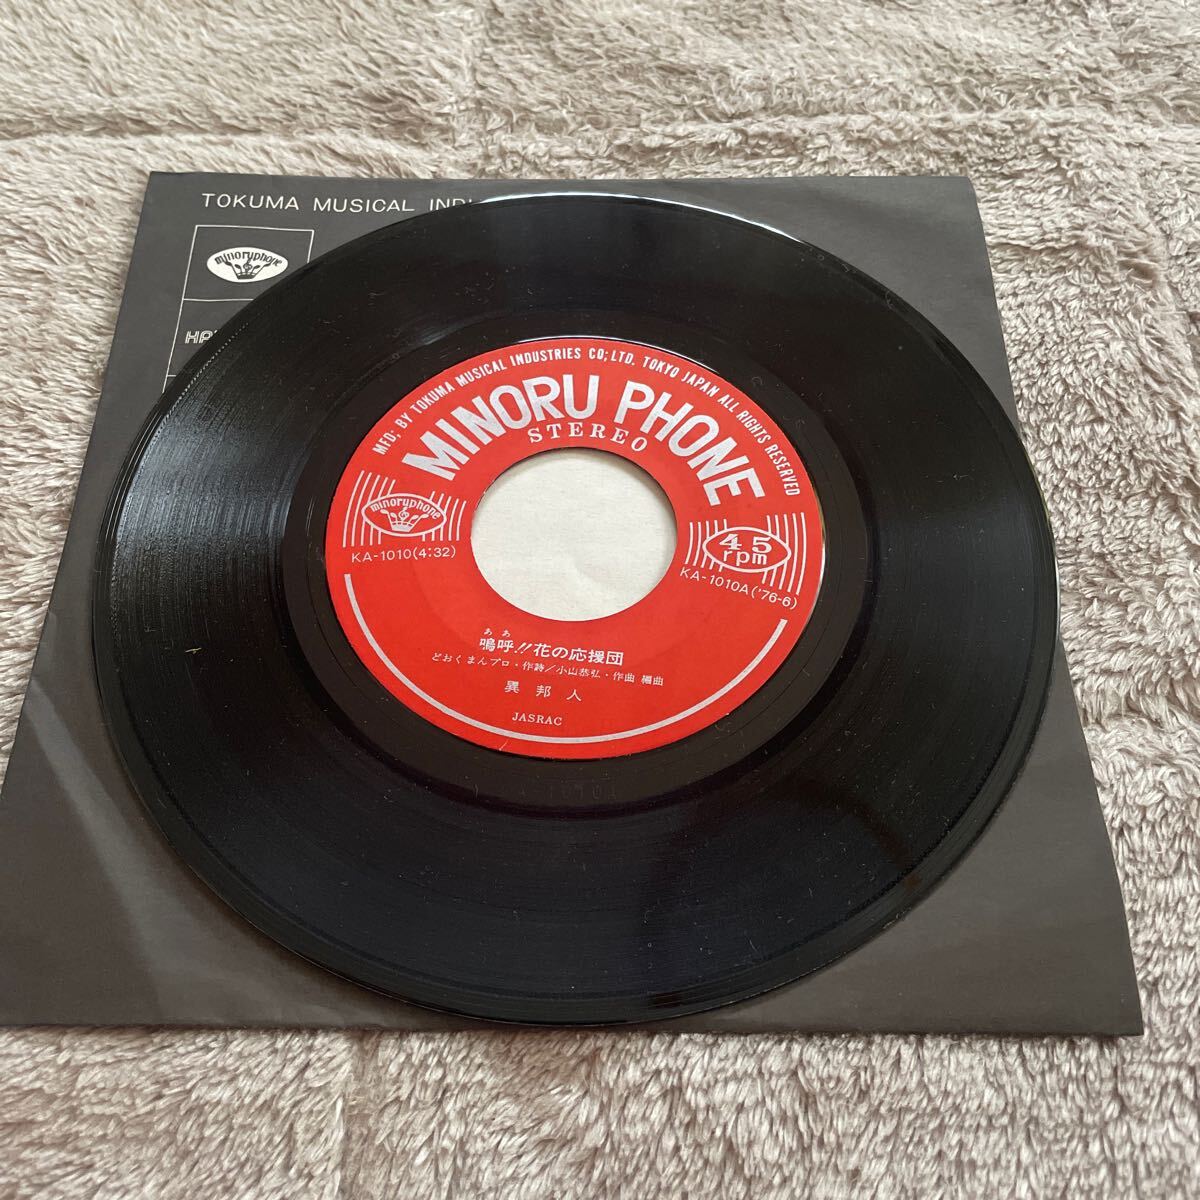 TOKUMA MUSICAL
minoruphone
MFD; BY TOKUMA MUSICAL INDUSTRIES CO;LTD. TOKYO JAPAN ALL RIGHTS RESERVED
MINORU PHONE
STEREO
minoruphone
45
rpm
KA-1010(4:32)
KA-1010A('76-6)
ああ
嗚呼!!花の応援団
どおくまんプロ・作詩/小山恭弘・作曲 編曲
異邦人
JASRAC